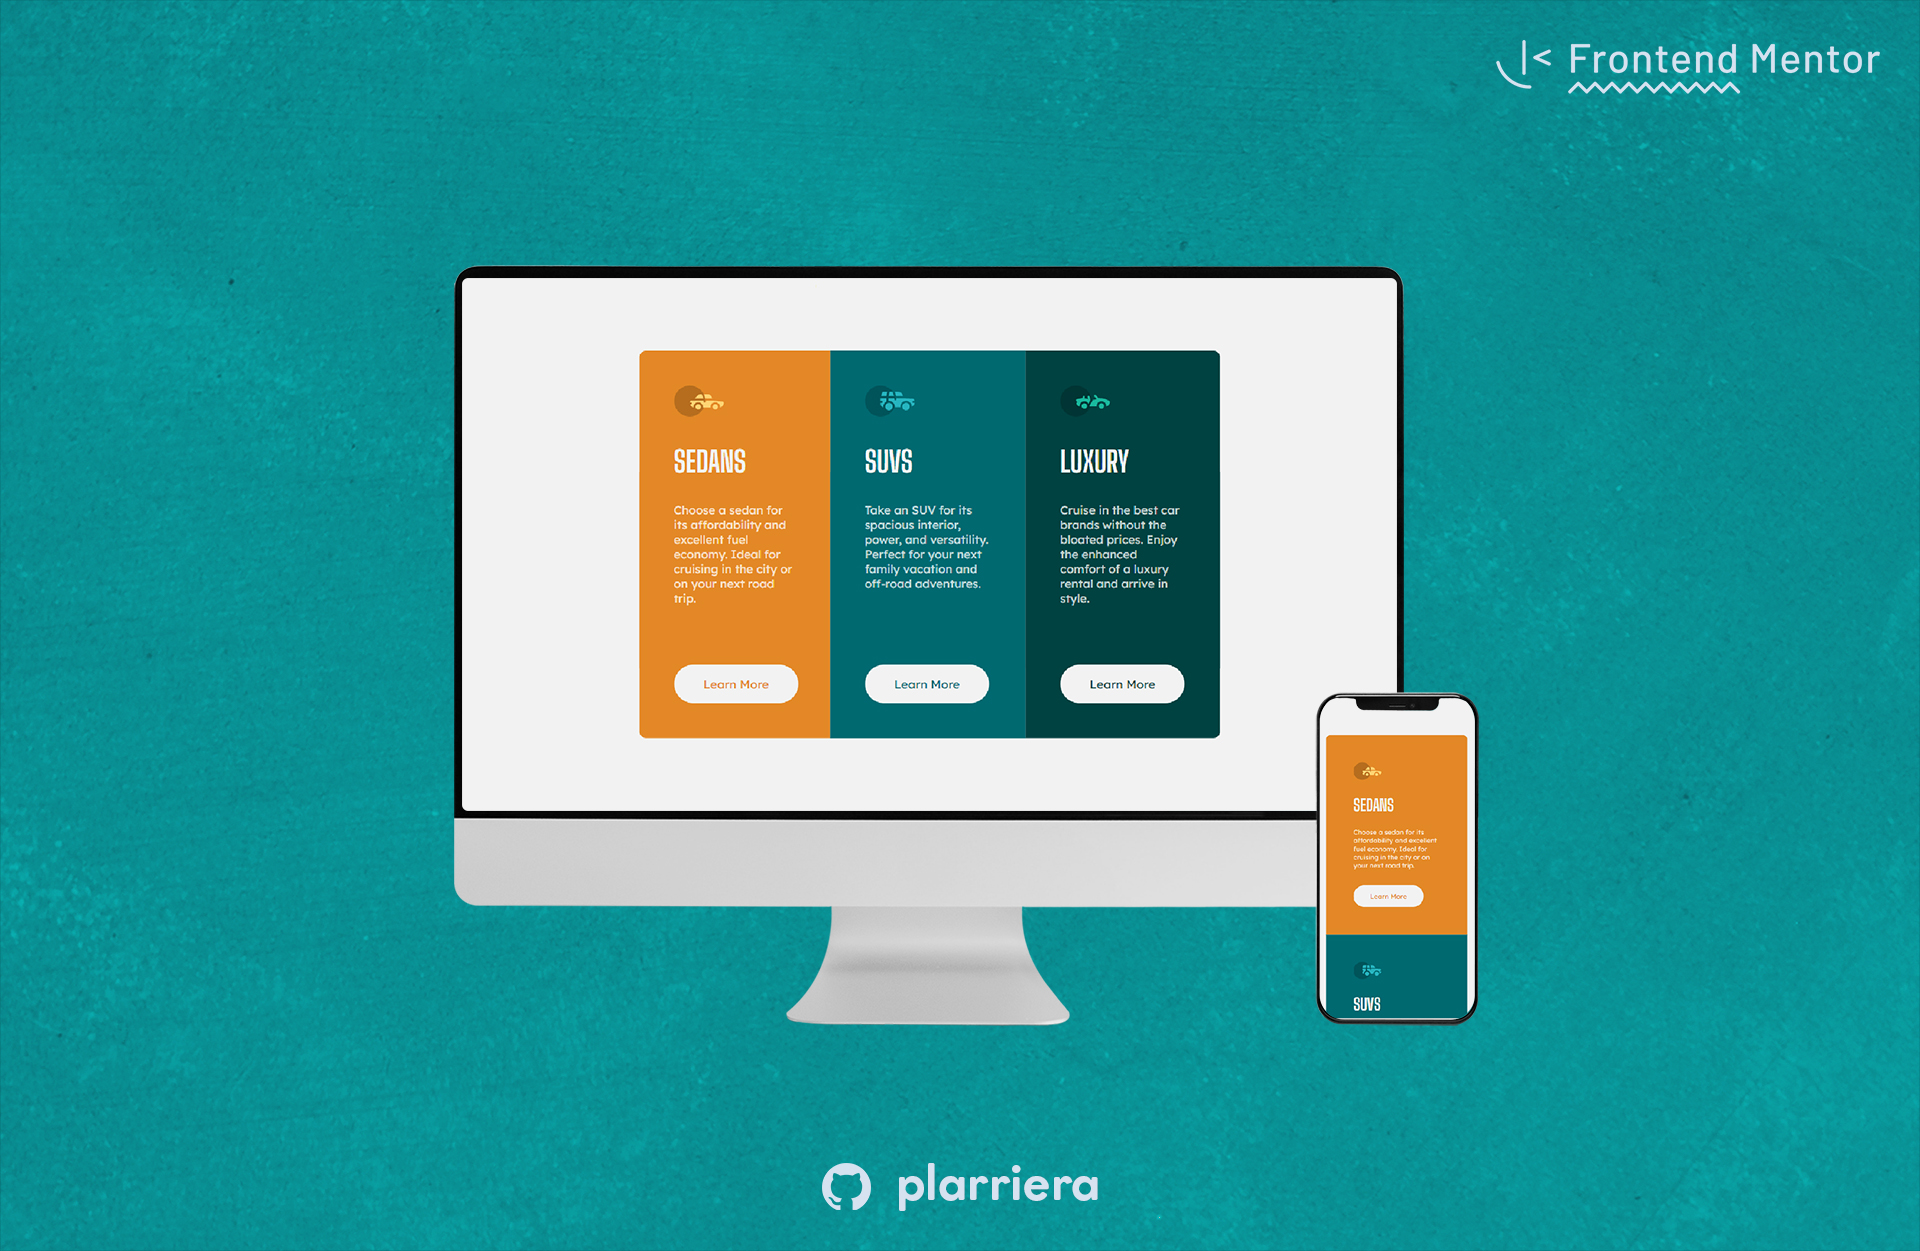 Frontend Mentor
SEDANS
Choose a sedan for
its affordability and
excellent fuel
economy. Ideal for
cruising in the city or
on your next road
trip.
Learn More
SUVS
Take an SUV for its
spacious interior,
power, and versatility.
Perfect for your next
family vacation and
off-road adventures.
Learn More
LUXURY
Cruise in the best car
brands without the
bloated prices. Enjoy
the enhanced
comfort of a luxury
rental and arrive in
style.
Learn More
SEDANS
Choose a sedan for its
affordability and excellent
fuel economy. Ideal for
cruising in the city or on
your next road trip.
Learn More
SUVS
plarriera